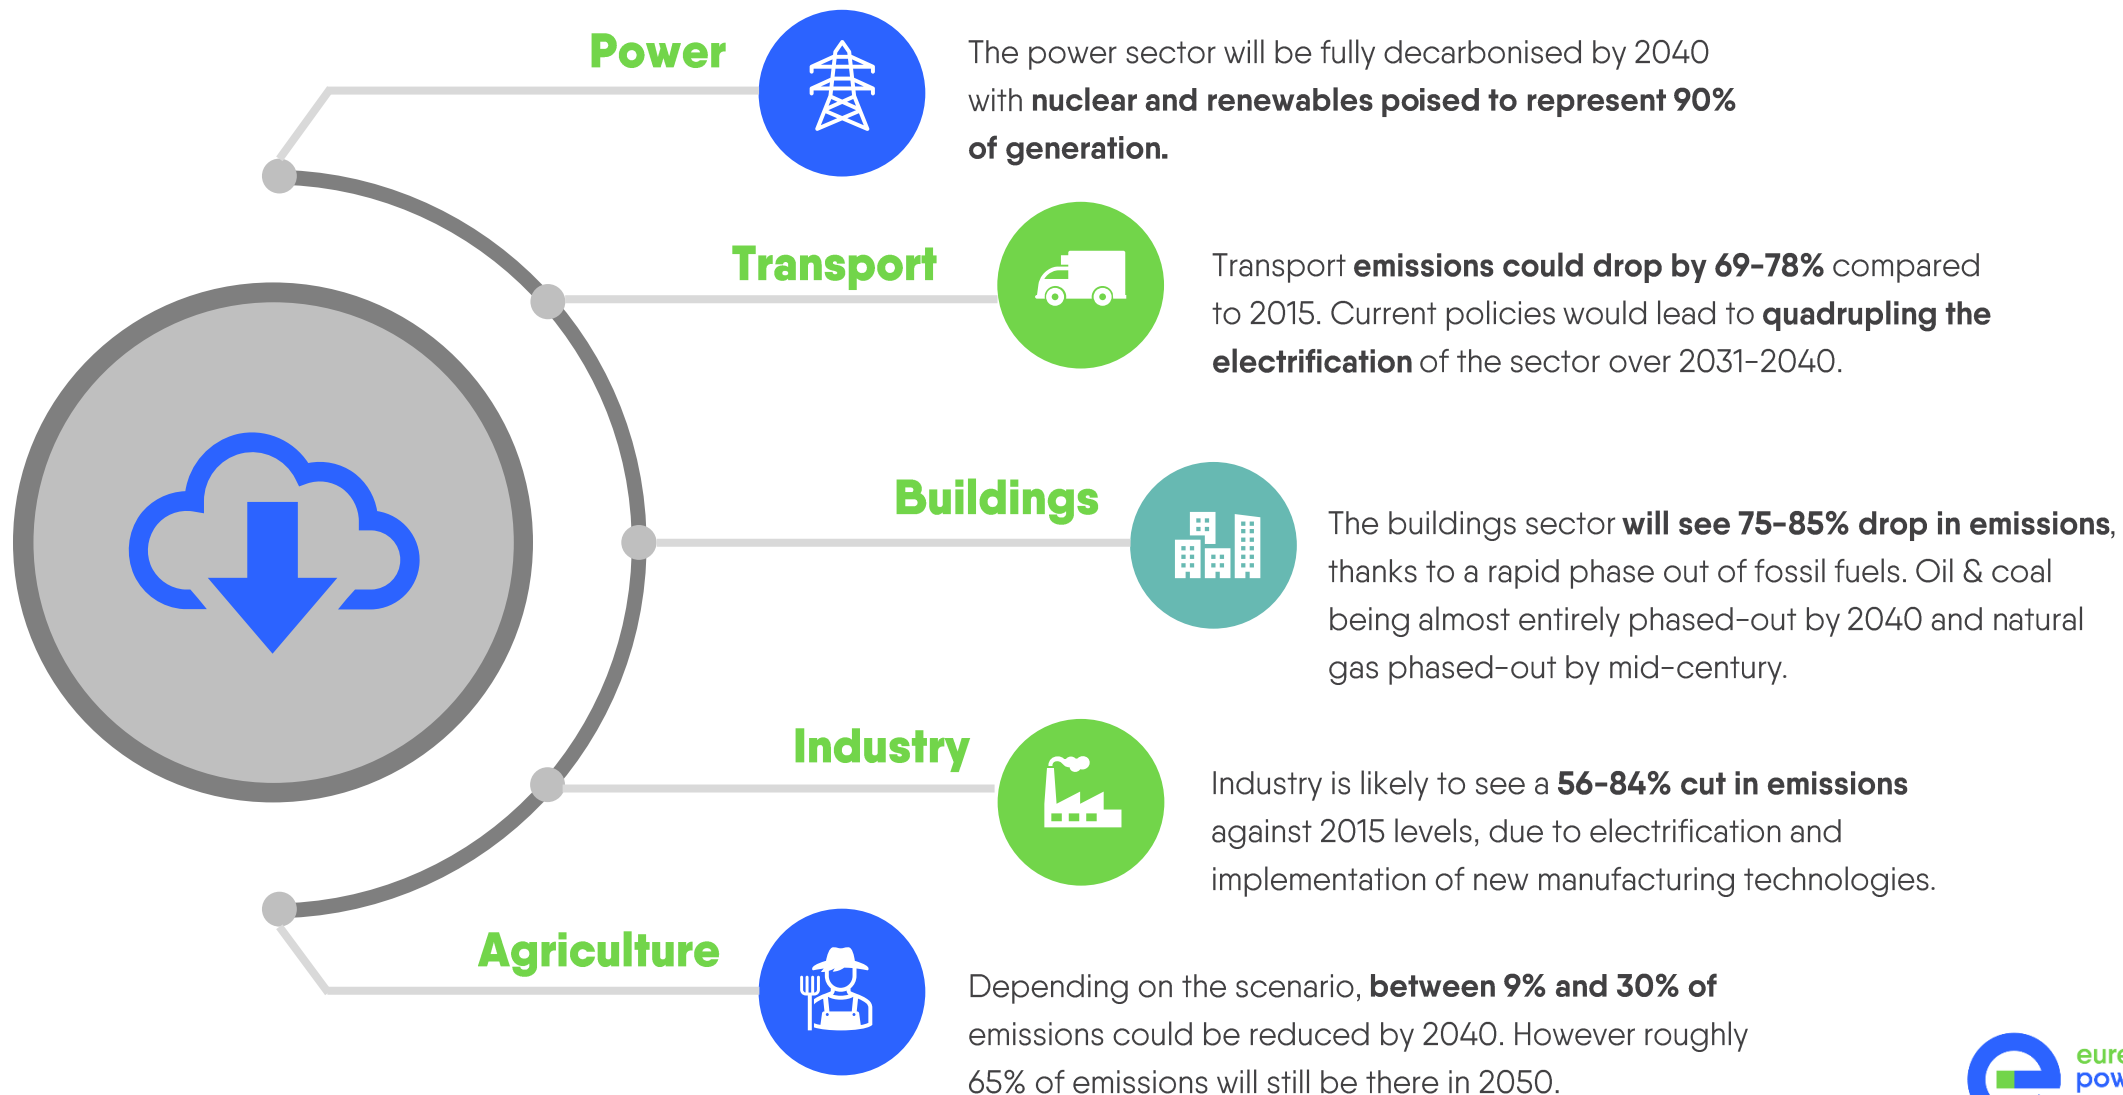 Power
The power sector will be fully decarbonised by 2040
with nuclear and renewables poised to represent 90%
of generation.
Transport
Transport emissions could drop by 69-78% compared
to 2015. Current policies would lead to quadrupling the
electrification of the sector over 2031-2040.
Buildings
The buildings sector will see 75-85% drop in emissions,
thanks to a rapid phase out of fossil fuels. Oil & coal
being almost entirely phased-out by 2040 and natural
gas phased-out by mid-century.
Industry
Industry is likely to see a 56-84% cut in emissions
against 2015 levels, due to electrification and
implementation of new manufacturing technologies.
Agriculture
Depending on the scenario, between 9% and 30% of
emissions could be reduced by 2040. However roughly
65% of emissions will still be there in 2050.